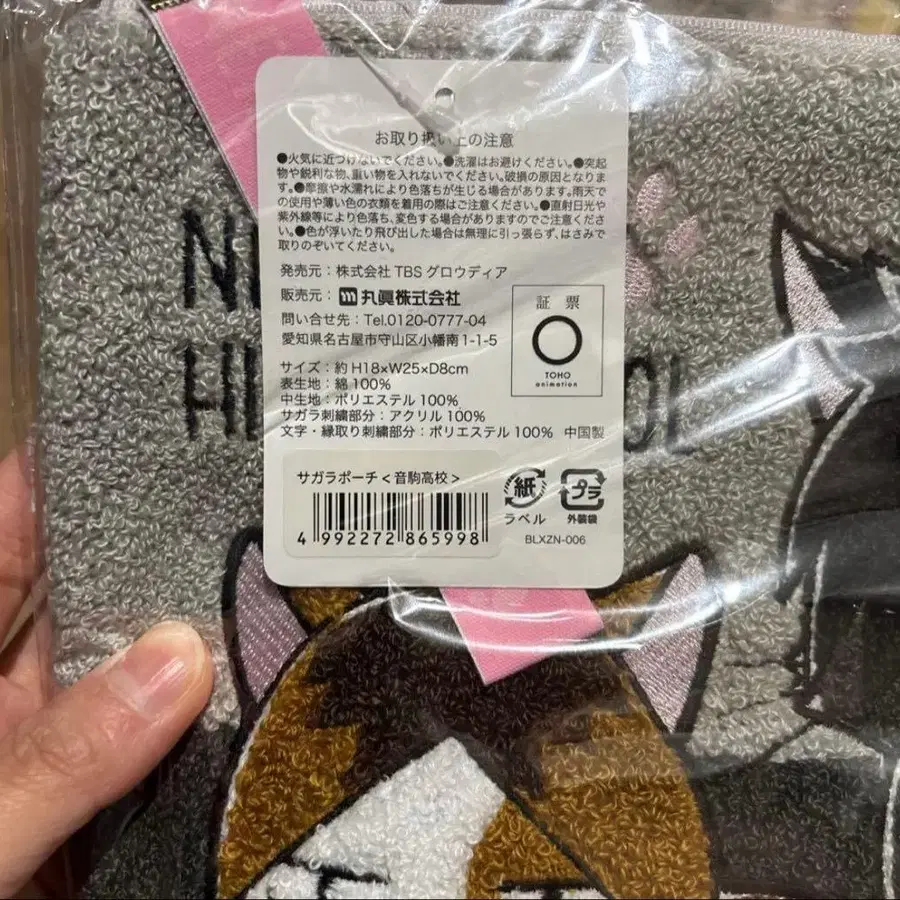 お取り扱い上の注意
●火気に近づけないでください。●洗濯はお避けください。●突起
物や鋭利な物、重い物を入れないでください。破損の原因となりま
す。●摩擦や水濡れにより色落ちが生じる場合があります。雨天で
の使用や薄い色の衣類を着用の際はご注意ください。●直射日光や
紫外線等により色落ち、変色する場合がありますのでご注意くださ
い。●色が浮いたり飛び出した場合は無理に引っ張らず、はさみで
取りのぞいてください。
発売元：株式会社 TBS グロウディア
販売元： 丸眞株式会社
問い合せ先：Tel.0120-0777-04
愛知県名古屋市守山区小幡南1-1-5
証 票
TOHO
animation
サイズ：約 H18×W25×D8cm
表生地：綿 100%
中生地：ポリエステル 100%
サガラ刺繍部分：アクリル 100%
文字・縁取り刺繍部分：ポリエステル 100% 中国製
サガラポーチ＜音駒高校＞
4 992272 865998
紙
ラベル
プラ
外装袋
BLXZN-006